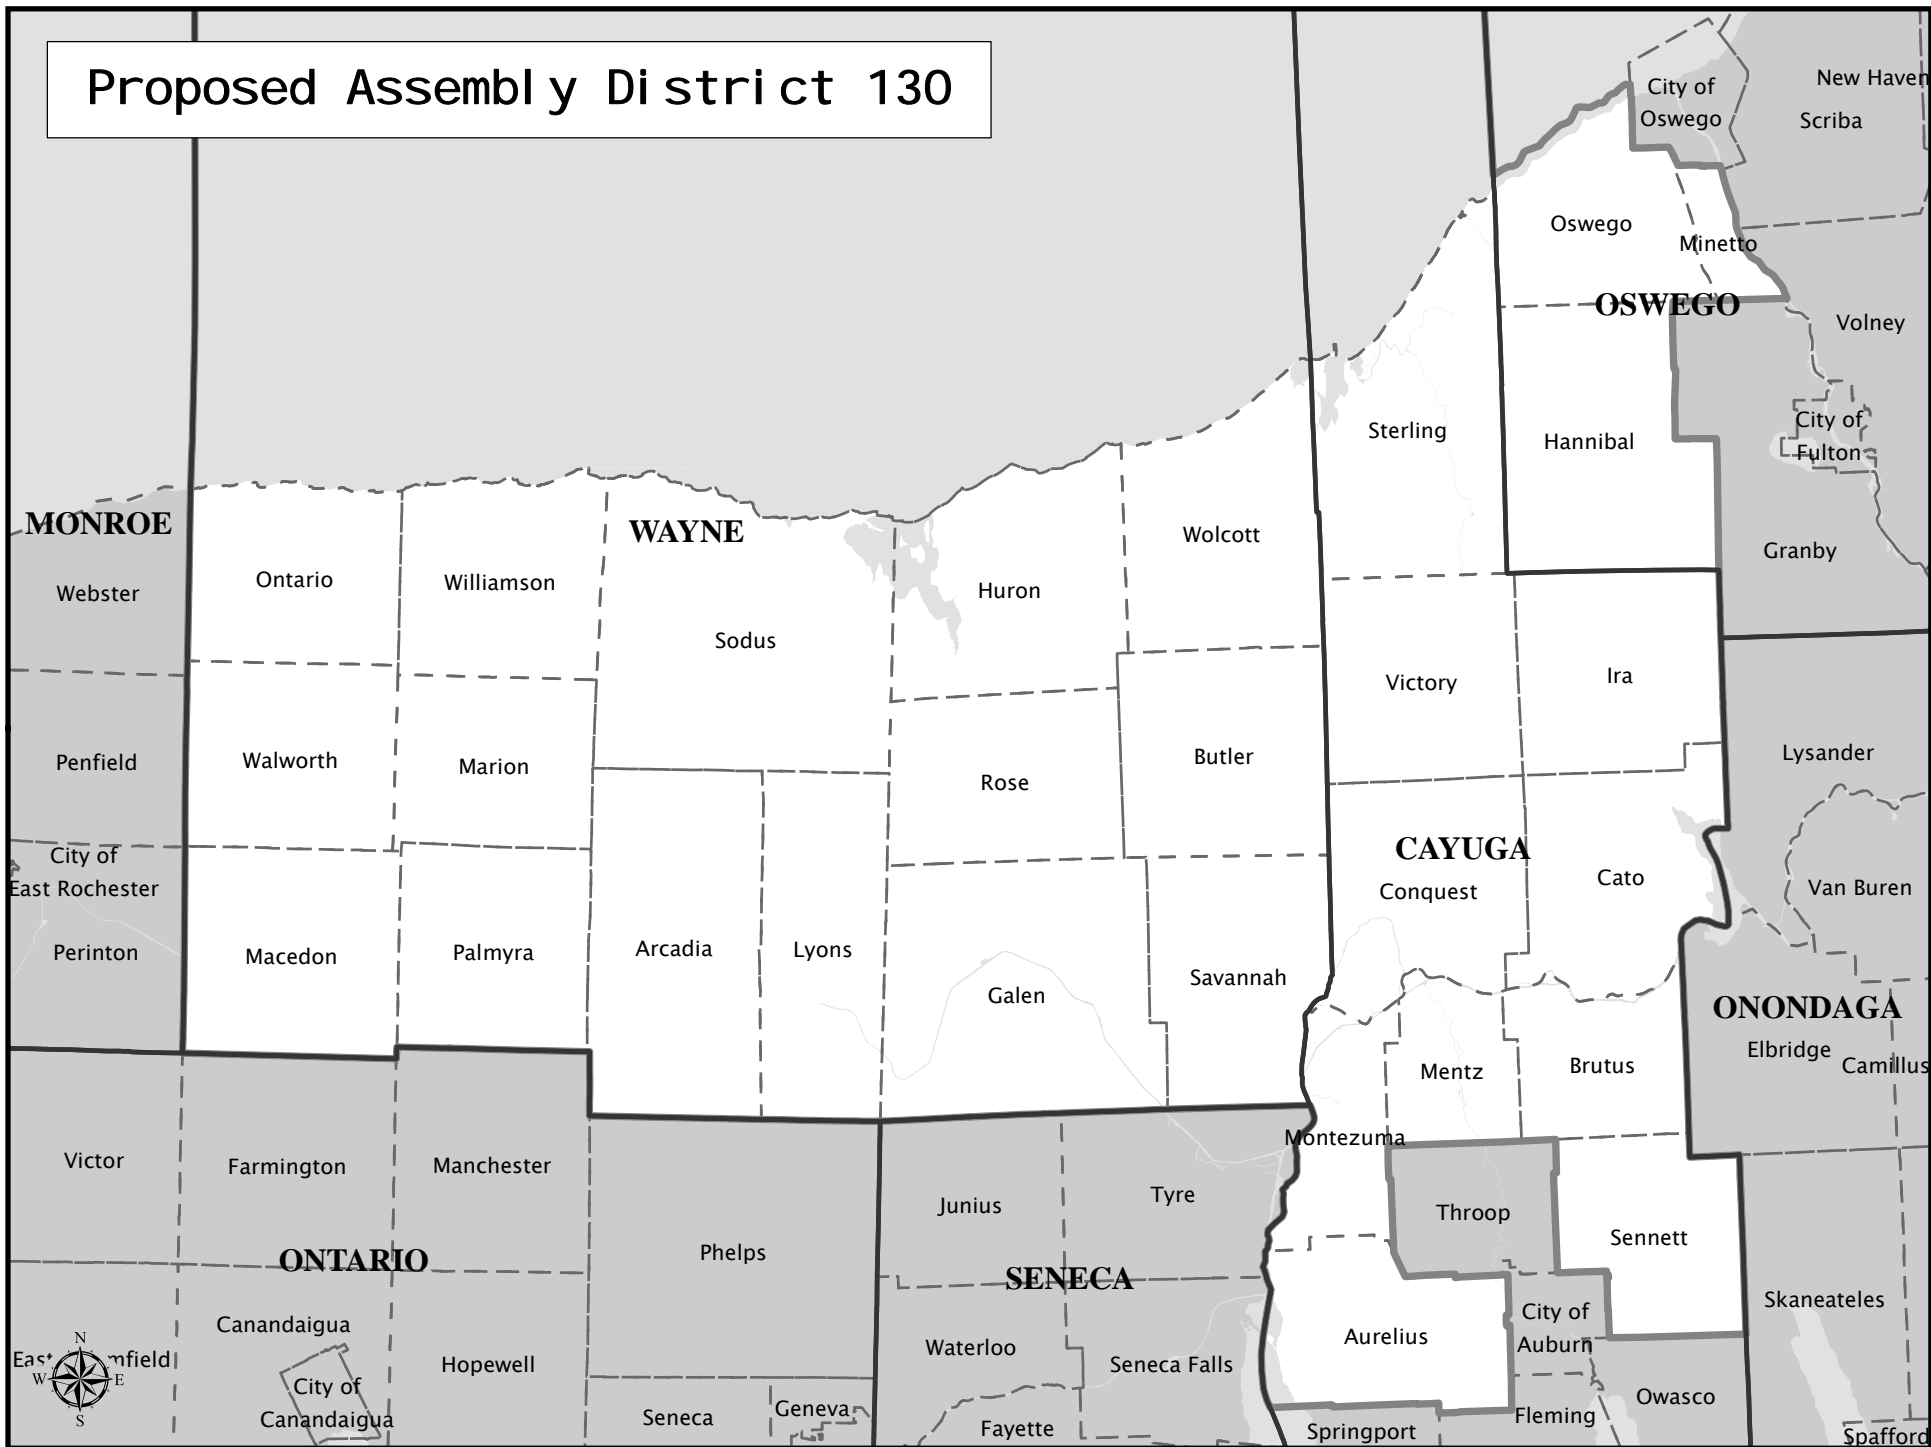 Proposed Assembly District 130
City of
Oswego
New Haven
Scriba
Oswego
Minetto
OSWEGO
Volney
City of
Fulton
Sterling
Hannibal
Granby
MONROE
WAYNE
Wolcott
Webster
Ontario
Williamson
Huron
Sodus
Victory
Ira
Penfield
Walworth
Marion
Rose
Butler
Lysander
CAYUGA
City of
East Rochester
Conquest
Cato
Van Buren
Perinton
Macedon
Palmyra
Arcadia
Lyons
Galen
Savannah
ONONDAGA
Elbridge
Camillus
Mentz
Brutus
Montezuma
Victor
Farmington
Manchester
Junius
Tyre
Throop
Sennett
Phelps
ONTARIO
SENECA
Skaneateles
Canandaigua
City of
Auburn
Aurelius
Waterloo
Seneca Falls
Hopewell
N
W
E
S
East
mfield
City of
Canandaigua
Seneca
Geneva
Fayette
Springport
Fleming
Owasco
Spafford